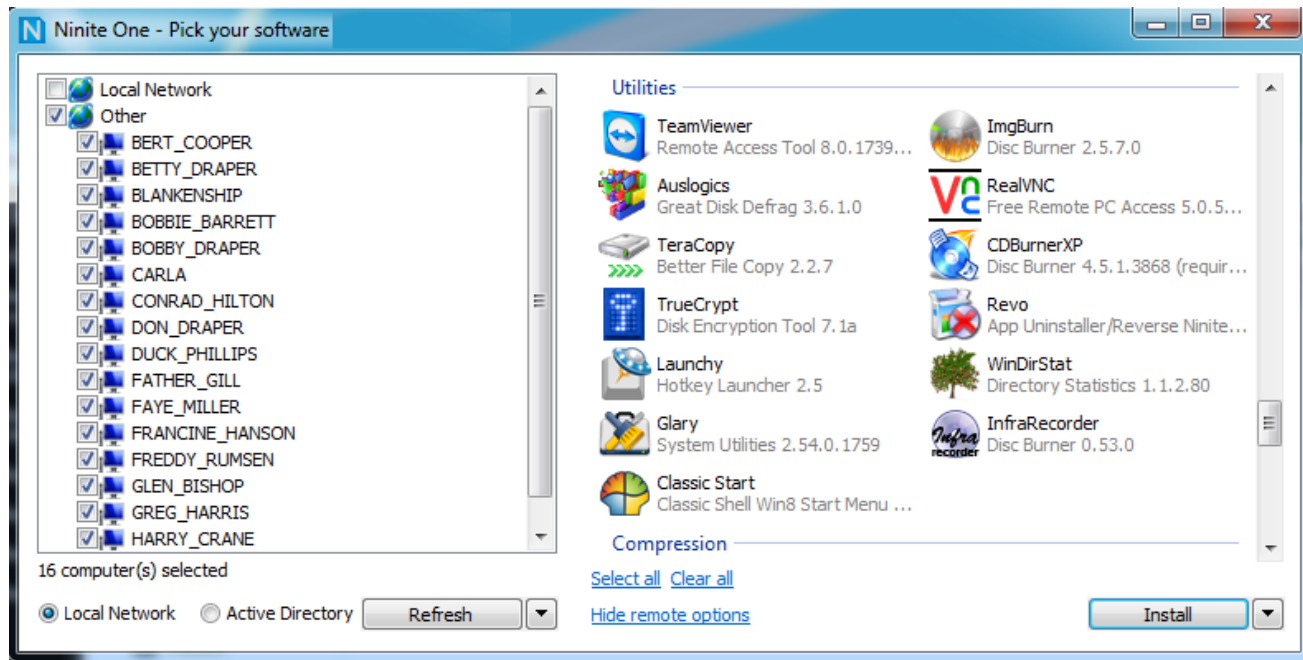 Ninite One - Pick your software
Local Network
Other
BERT_COOPER
BETTY_DRAPER
BLANKENSHIP
BOBBIE_BARRETT
BOBBY_DRAPER
CARLA
CONRAD_HILTON
DON_DRAPER
DUCK_PHILLIPS
FATHER_GILL
FAYE_MILLER
FRANCINE_HANSON
FREDDY_RUMSEN
GLEN_BISHOP
GREG_HARRIS
HARRY_CRANE
16 computer(s) selected
Local Network
Active Directory
Refresh
Utilities
TeamViewer
Remote Access Tool 8.0.1739...
ImgBurn
Disc Burner 2.5.7.0
Auslogics
Great Disk Defrag 3.6.1.0
RealVNC
Free Remote PC Access 5.0.5...
TeraCopy
Better File Copy 2.2.7
CDBurnerXP
Disc Burner 4.5.1.3868 (requir...
TrueCrypt
Disk Encryption Tool 7.1a
Revo
App Uninstaller/Reverse Ninite...
Launchy
Hotkey Launcher 2.5
WinDirStat
Directory Statistics 1.1.2.80
Glary
System Utilities 2.54.0.1759
Infra
recorder
InfraRecorder
Disc Burner 0.53.0
Classic Start
Classic Shell Win8 Start Menu ...
Compression
Select all Clear all
Hide remote options
Install